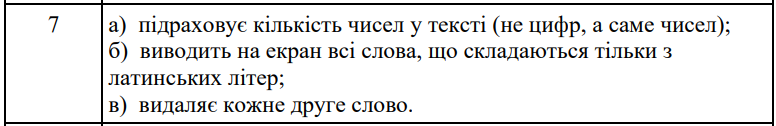 7
а) підраховує кількість чисел у тексті (не цифр, а саме чисел);
б) виводить на екран всі слова, що складаються тільки з
латинських літер;
в) видаляє кожне друге слово.